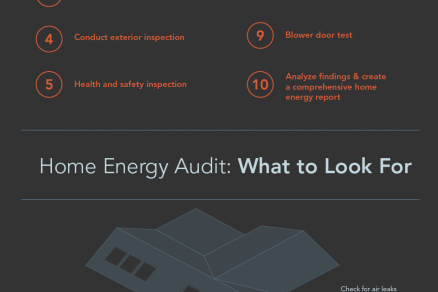 4 Conduct exterior inspection
5 Health and safety inspection
9 Blower door test
10 Analyze findings & create
a comprehensive home
energy report
Home Energy Audit: What to Look For
Check for air leaks